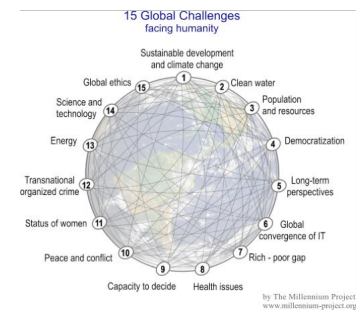 15 Global Challenges
facing humanity
Sustainable development
and climate change
1
2
Clean water
3
Population
and resources
4
Democratization
5
Long-term
perspectives
6
Global
convergence of IT
7
Rich - poor gap
8
Health issues
9
Capacity to decide
10
Peace and conflict
11
Status of women
12
Transnational
organized crime
13
Energy
14
Science and
technology
15
Global ethics
by The Millennium Project
www.millennium-project.org